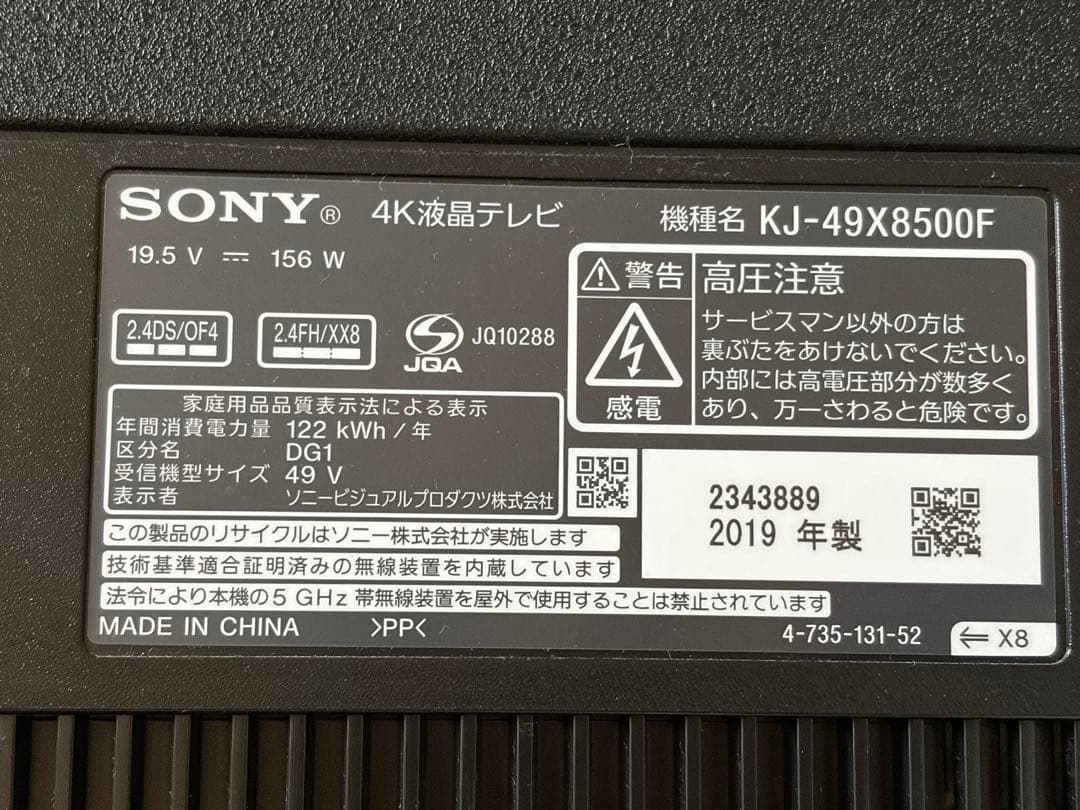 SONY® 4K液晶テレビ 機種名 KJ-49X8500F
19.5 V ⎓ 156 W
2.4DS/OF4 2.4FH/XX8 JQA JQ10288
警告 高圧注意
感電
サービスマン以外の方は
裏ぶたをあけないでください。
内部には高電圧部分が数多く
あり、万一さわると危険です。
家庭用品品質表示法による表示
年間消費電力量 122 kWh / 年
区分名 DG1
受信機型サイズ 49 V
表示者 ソニービジュアルプロダクツ株式会社
2343889
2019 年製
この製品のリサイクルはソニー株式会社が実施します
技術基準適合証明済みの無線装置を内蔵しています
法令により本機の5 GHz 帯無線装置を屋外で使用することは禁止されています
MADE IN CHINA >PP< 4-735-131-52 ⇐ X8